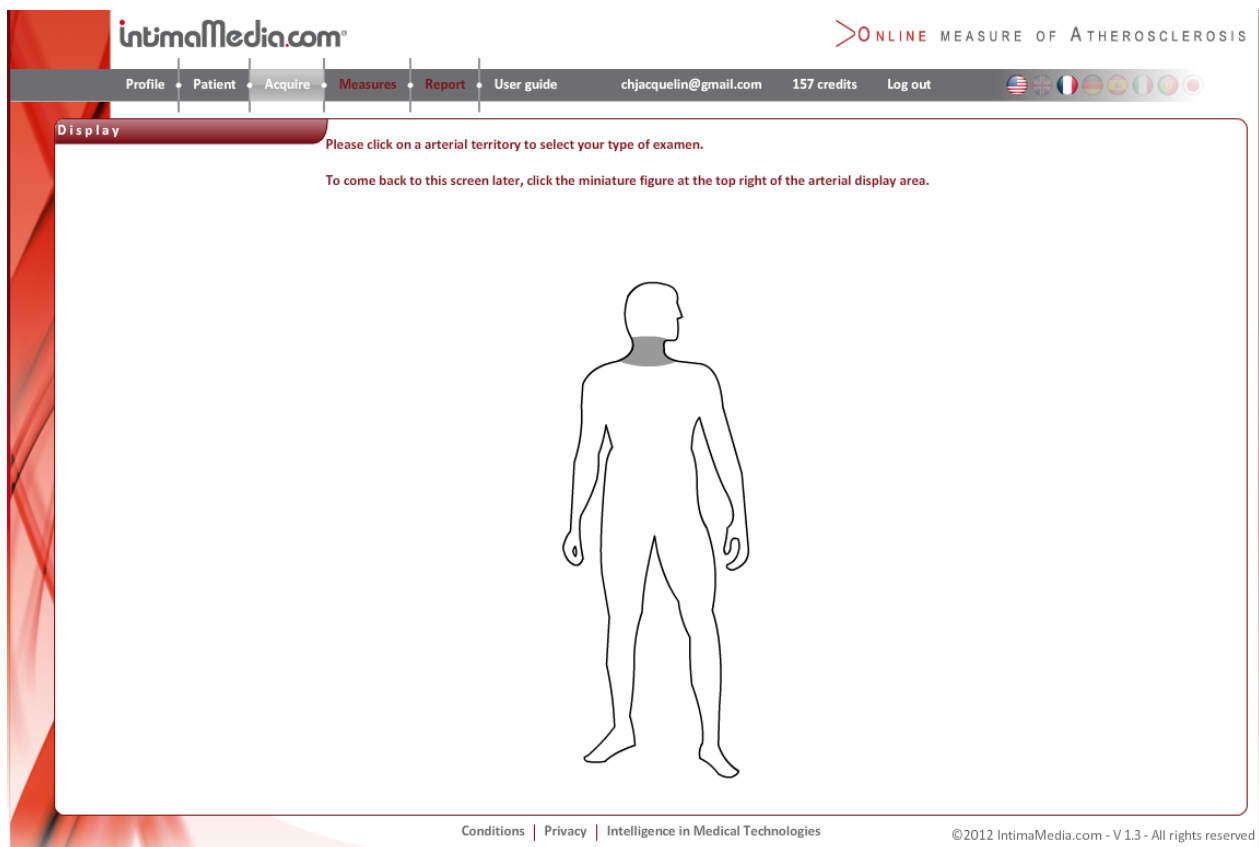 intimaMedia.com®
>ONLINE MEASURE OF ATHEROSCLEROSIS
Profile Patient Acquire Measures Report User guide chjacquelin@gmail.com 157 credits Log out
Display
Please click on a arterial territory to select your type of examen.
To come back to this screen later, click the miniature figure at the top right of the arterial display area.
Conditions | Privacy | Intelligence in Medical Technologies
©2012 IntimaMedia.com - V 1.3 - All rights reserved